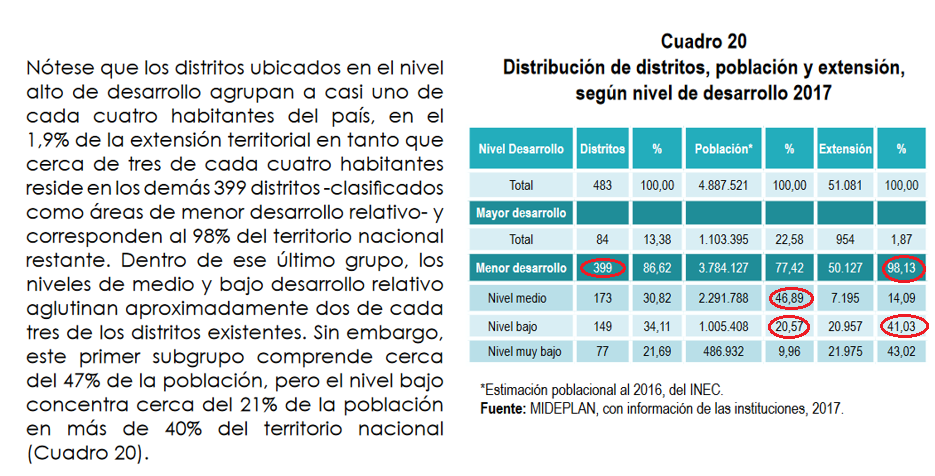 Nótese que los distritos ubicados en el nivel
alto de desarrollo agrupan a casi uno de
cada cuatro habitantes del país, en el
1,9% de la extensión territorial en tanto que
cerca de tres de cada cuatro habitantes
reside en los demás 399 distritos -clasificados
como áreas de menor desarrollo relativo- y
corresponden al 98% del territorio nacional
restante. Dentro de ese último grupo, los
niveles de medio y bajo desarrollo relativo
aglutinan aproximadamente dos de cada
tres de los distritos existentes. Sin embargo,
este primer subgrupo comprende cerca
del 47% de la población, pero el nivel bajo
concentra cerca del 21% de la población
en más de 40% del territorio nacional
(Cuadro 20).
Cuadro 20
Distribución de distritos, población y extensión,
según nivel de desarrollo 2017
Nivel Desarrollo Distritos % Población* % Extensión %
Total 483 100,00 4.887.521 100,00 51.081 100,00
Mayor desarrollo
Total 84 13,38 1.103.395 22,58 954 1,87
Menor desarrollo 399 86,62 3.784.127 77,42 50.127 98,13
Nivel medio 173 30,82 2.291.788 46,89 7.195 14,09
Nivel bajo 149 34,11 1.005.408 20,57 20.957 41,03
Nivel muy bajo 77 21,69 486.932 9,96 21.975 43,02
*Estimación poblacional al 2016, del INEC.
Fuente: MIDEPLAN, con información de las instituciones, 2017.